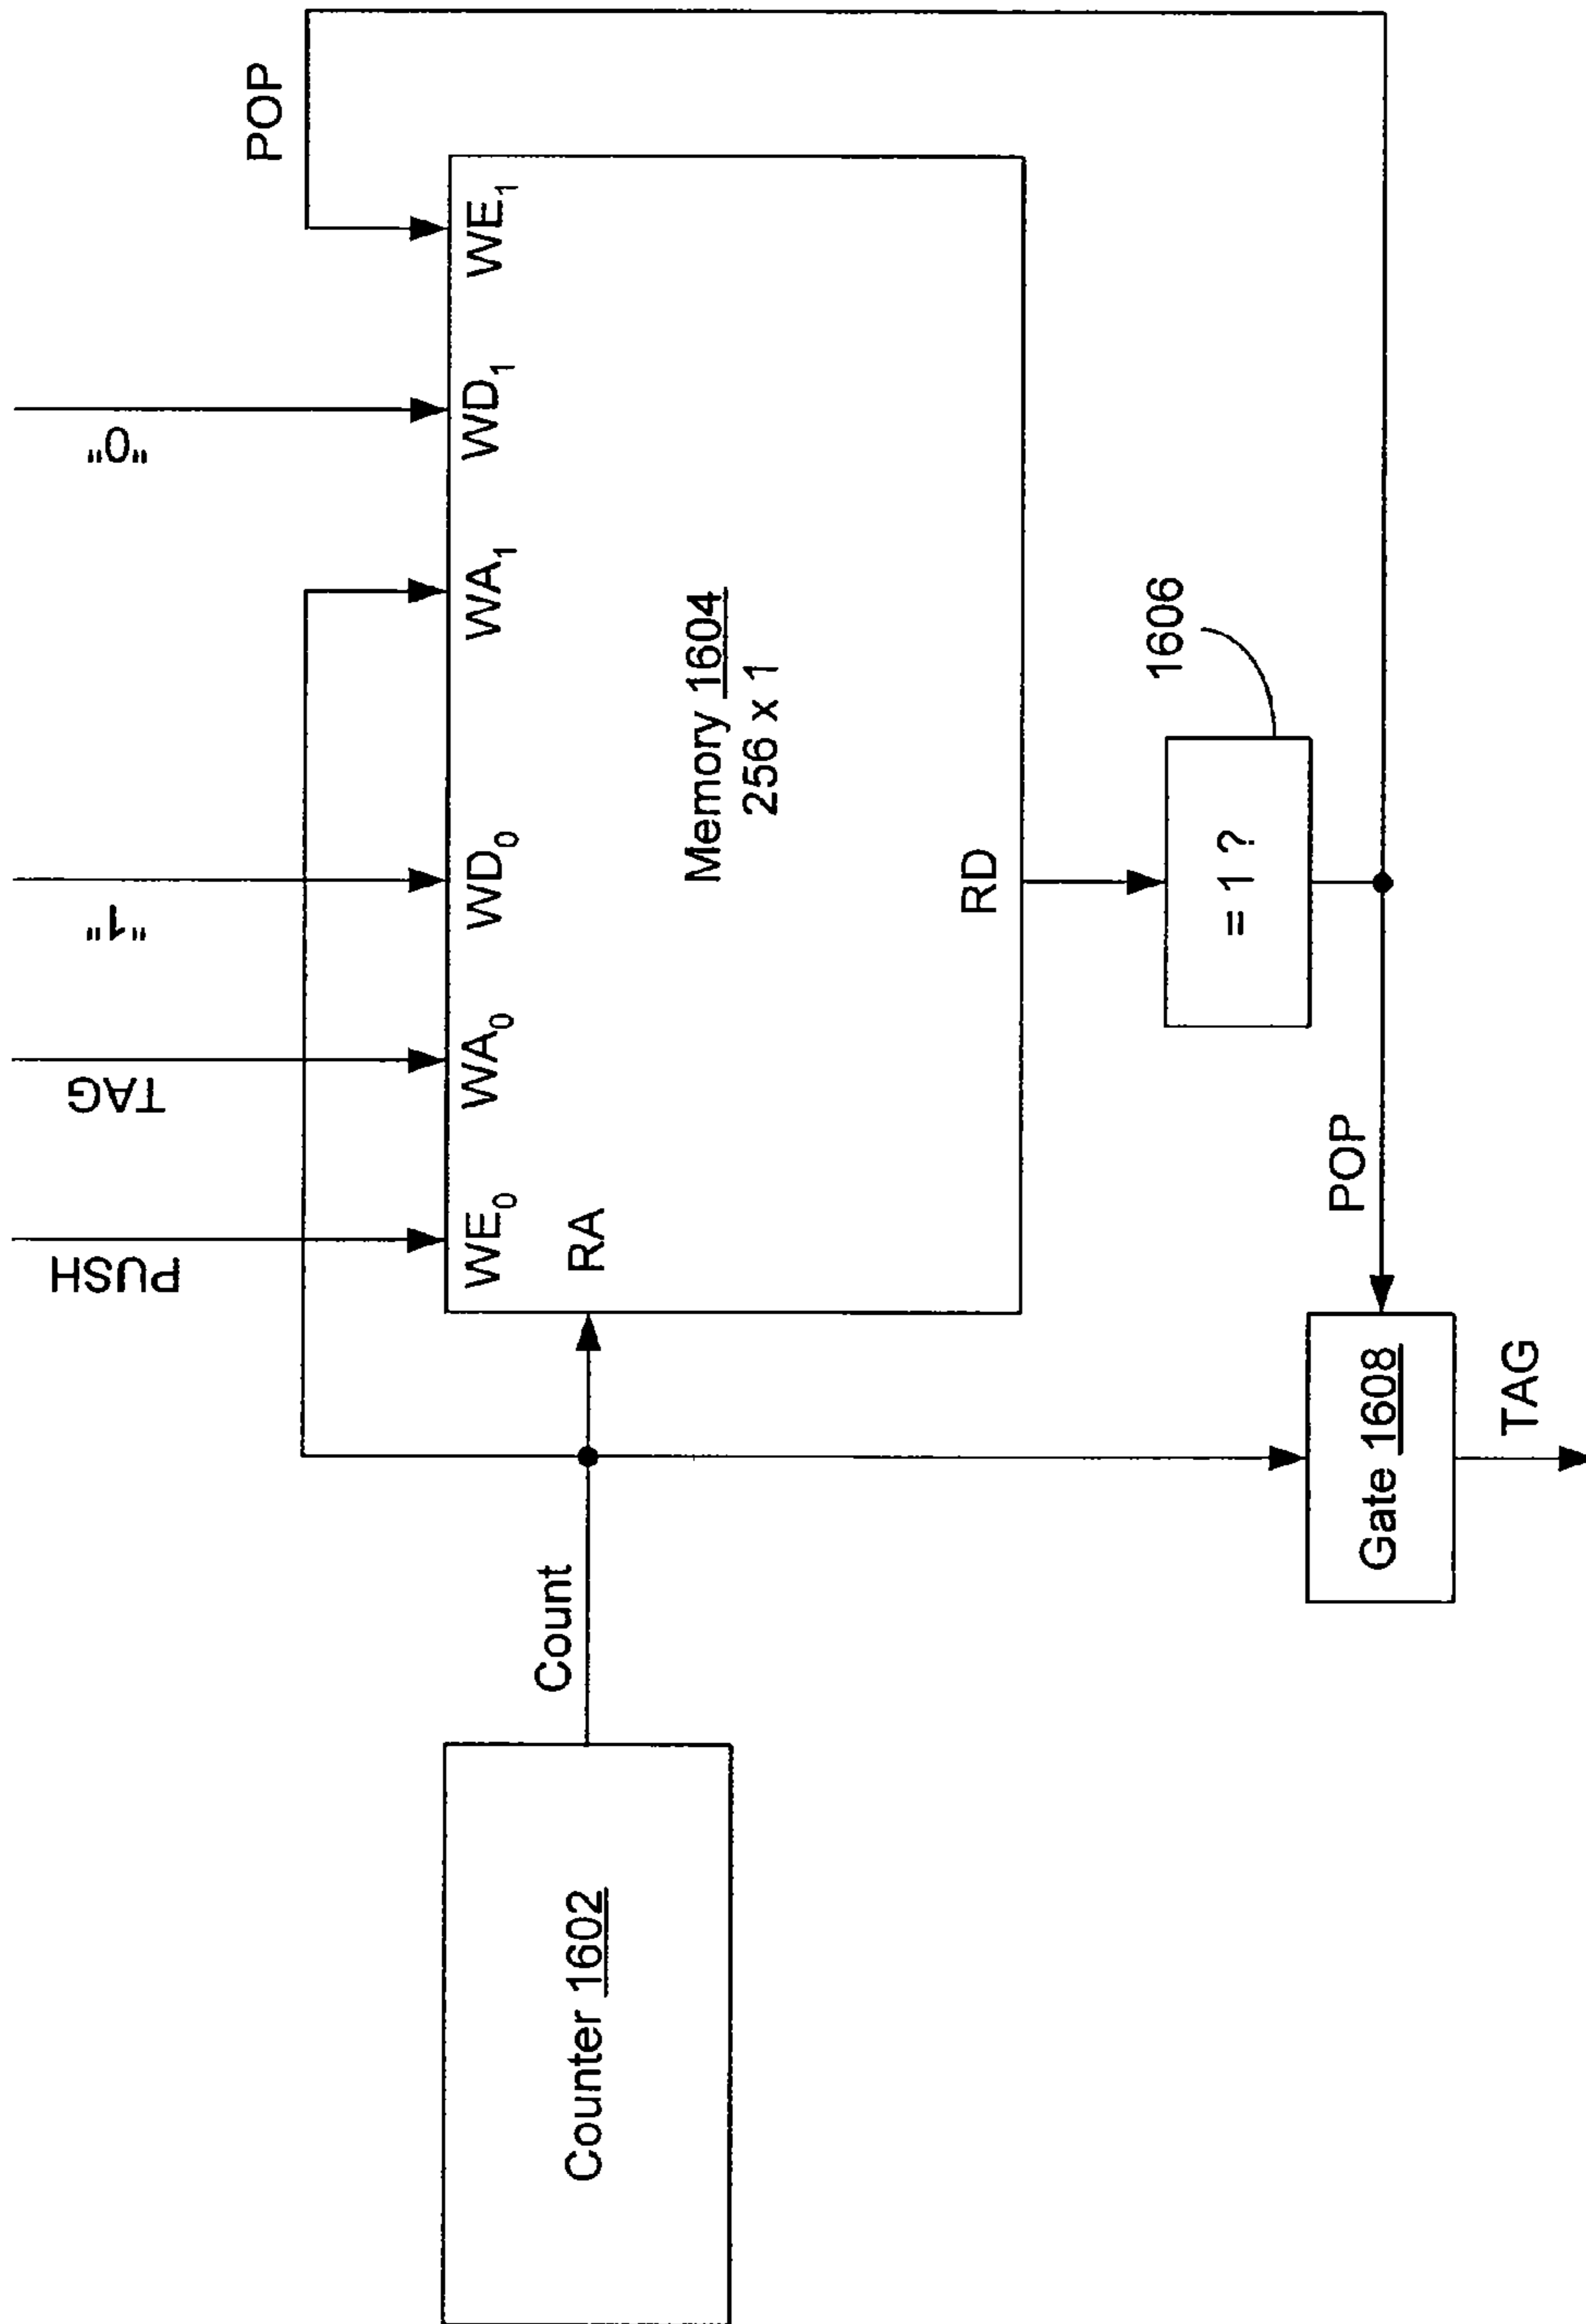 POP
"0"
"1"
TAG
PUSH
WE₁
WD₁
WA₁
WD₀
WA₀
WE₀
RA
Memory 1604
256 x 1
RD
Count
Counter 1602
1606
= 1 ?
POP
Gate 1608
TAG